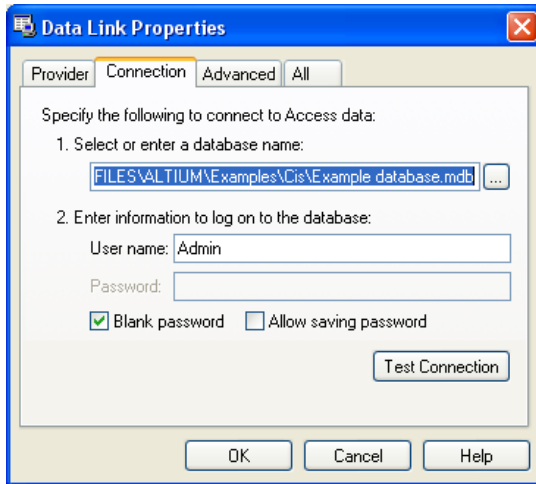 Data Link Properties
Provider Connection Advanced All
Specify the following to connect to Access data:
1. Select or enter a database name:
FILES\ALTIUM\Examples\Cis\Example database.mdb ...
2. Enter information to log on to the database:
User name: Admin
Password:
Blank password Allow saving password
Test Connection
OK Cancel Help